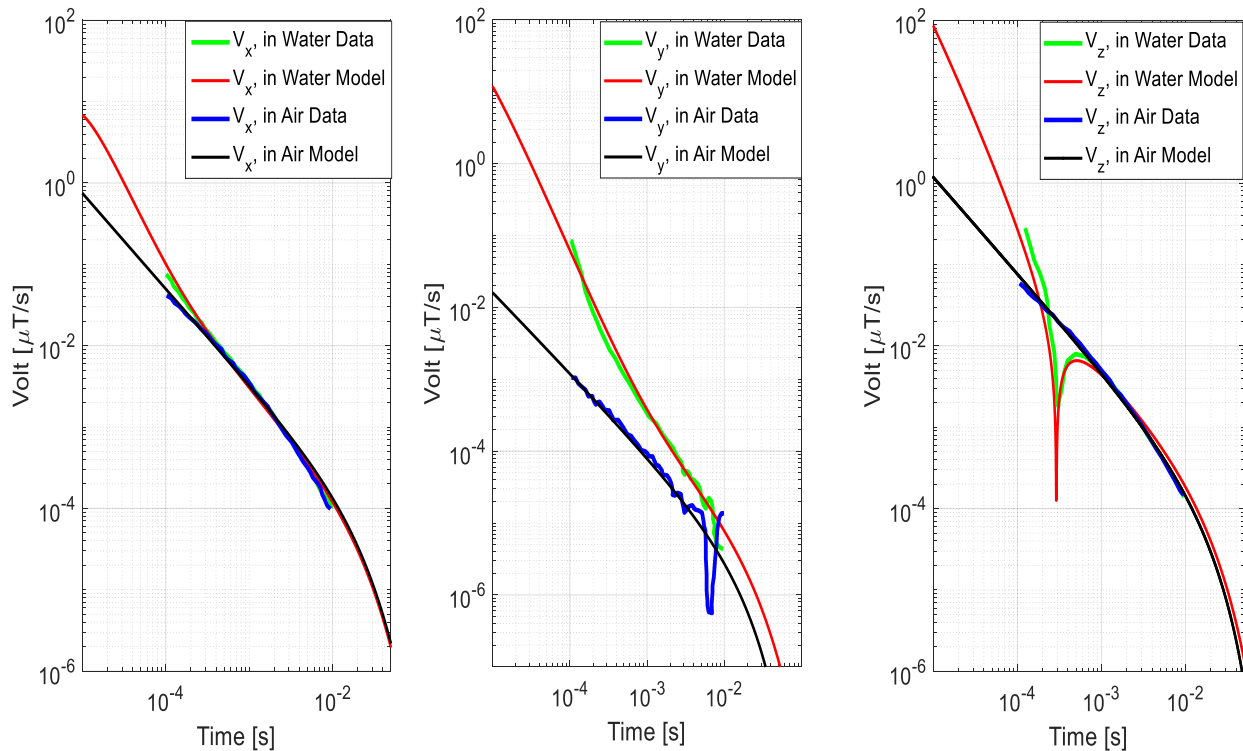 V_x, in Water Data
V_x, in Water Model
V_x, in Air Data
V_x, in Air Model
10^2
10^0
10^-2
10^-4
10^-6
Volt [μT/s]
10^-4
10^-2
Time [s]
V_y, in Water Data
V_y, in Water Model
V_y, in Air Data
V_y, in Air Model
10^2
10^0
10^-2
10^-4
10^-6
Volt [μT/s]
10^-4
10^-3
10^-2
Time [s]
V_z, in Water Data
V_z, in Water Model
V_z, in Air Data
V_z, in Air Model
10^2
10^0
10^-2
10^-4
10^-6
Volt [μT/s]
10^-4
10^-3
10^-2
Time [s]